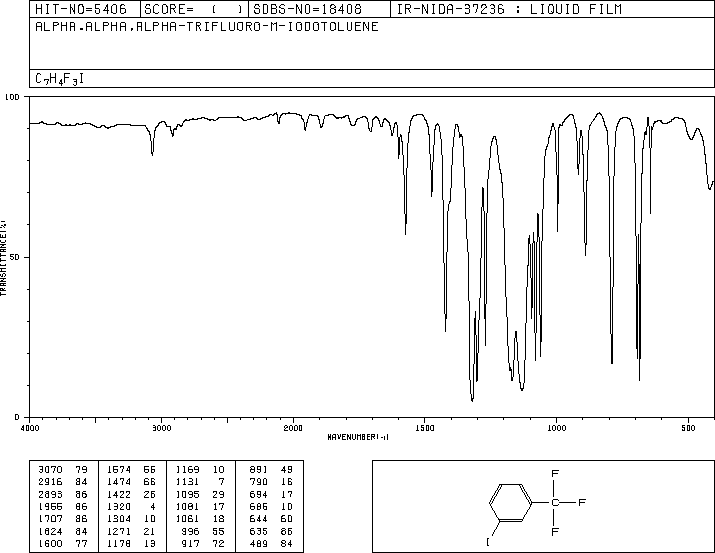 HIT-NO=5406 SCORE= ( ) SDBS-NO=18408 IR-NIDA-37236 : LIQUID FILM
ALPHA,ALPHA,ALPHA-TRIFLUORO-M-IODOTOLUENE
C7H4F3I
100
50
0
TRANSMITTANCE(%)
4000 3000 2000 1500 1000 500
WAVENUMBER(-1)
3070 79 1574 55 1169 10 891 49
2916 84 1474 66 1131 7 790 16
2893 86 1422 26 1095 29 694 17
1955 86 1320 4 1081 17 686 10
1707 86 1304 10 1061 18 644 60
1624 84 1271 21 996 55 635 86
1600 77 1178 13 917 72 489 84
F
C F
F
I